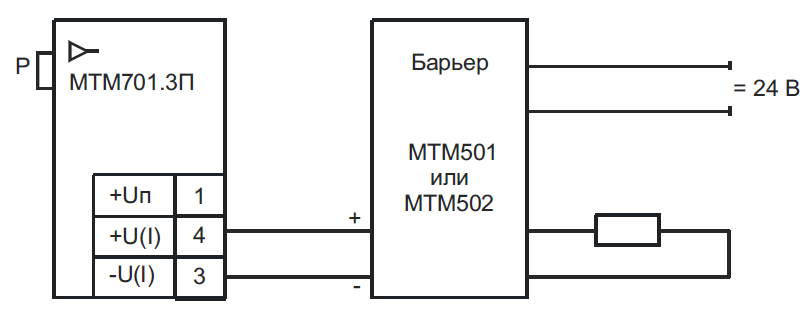 P
МТМ701.3П
+Uп 1
+U(I) 4
-U(I) 3
+
-
Барьер
МТМ501
или
МТМ502
= 24 В